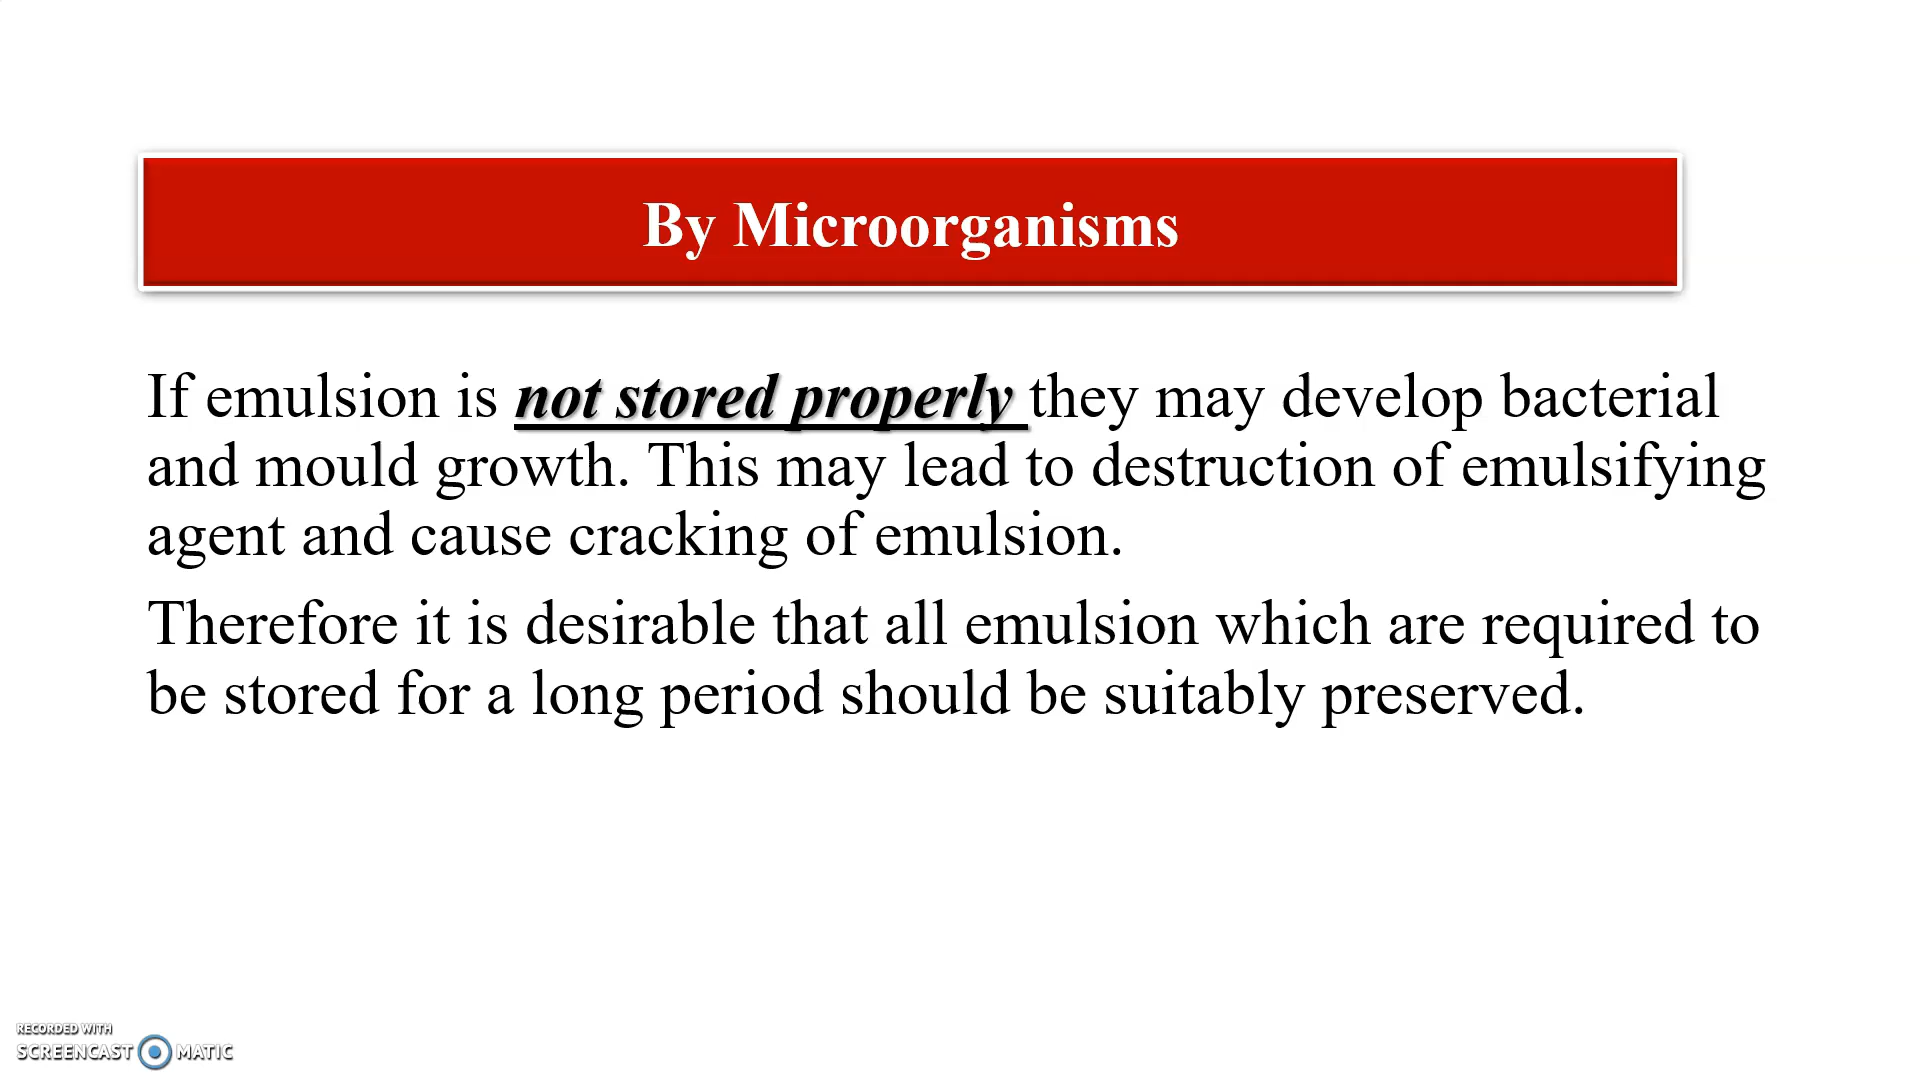 By Microorganisms
If emulsion is not stored properly they may develop bacterial
and mould growth. This may lead to destruction of emulsifying
agent and cause cracking of emulsion.
Therefore it is desirable that all emulsion which are required to
be stored for a long period should be suitably preserved.
RECORDED WITH
SCREENCAST MATIC